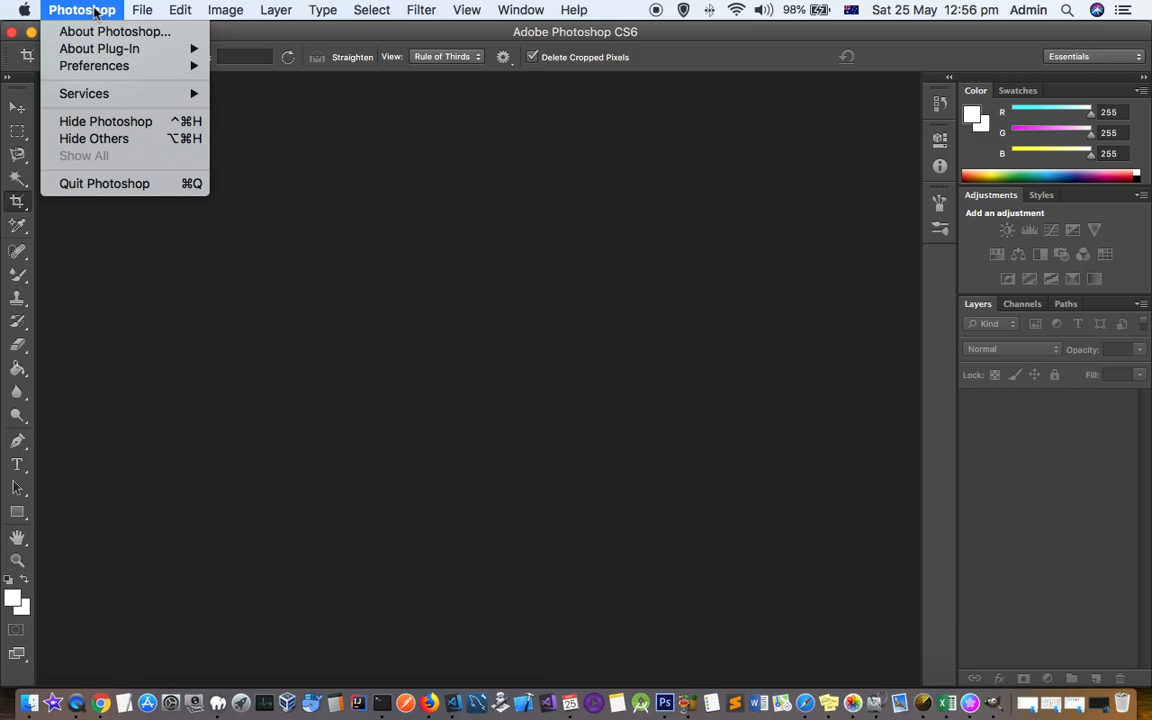 Photoshop File Edit Image Layer Type Select Filter View Window Help 98% Sat 25 May 12:56 pm Admin
Adobe Photoshop CS6
Straighten View: Rule of Thirds Delete Cropped Pixels Essentials
About Photoshop...
About Plug-In
Preferences
Services
Hide Photoshop ^⌘H
Hide Others ⌥⌘H
Show All
Quit Photoshop ⌘Q
Color Swatches
R 255
G 255
B 255
Adjustments Styles
Add an adjustment
Layers Channels Paths
Kind
Normal Opacity:
Lock: Fill: